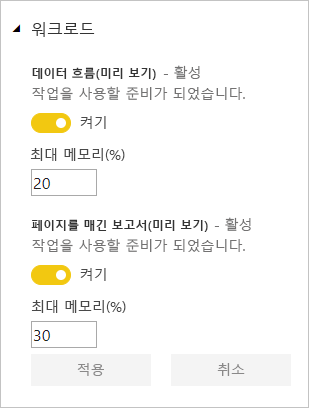 워크로드
데이터 흐름(미리 보기) - 활성
작업을 사용할 준비가 되었습니다.
켜기
최대 메모리(%)
20
페이지를 매긴 보고서(미리 보기) - 활성
작업을 사용할 준비가 되었습니다.
켜기
최대 메모리(%)
30
적용 취소